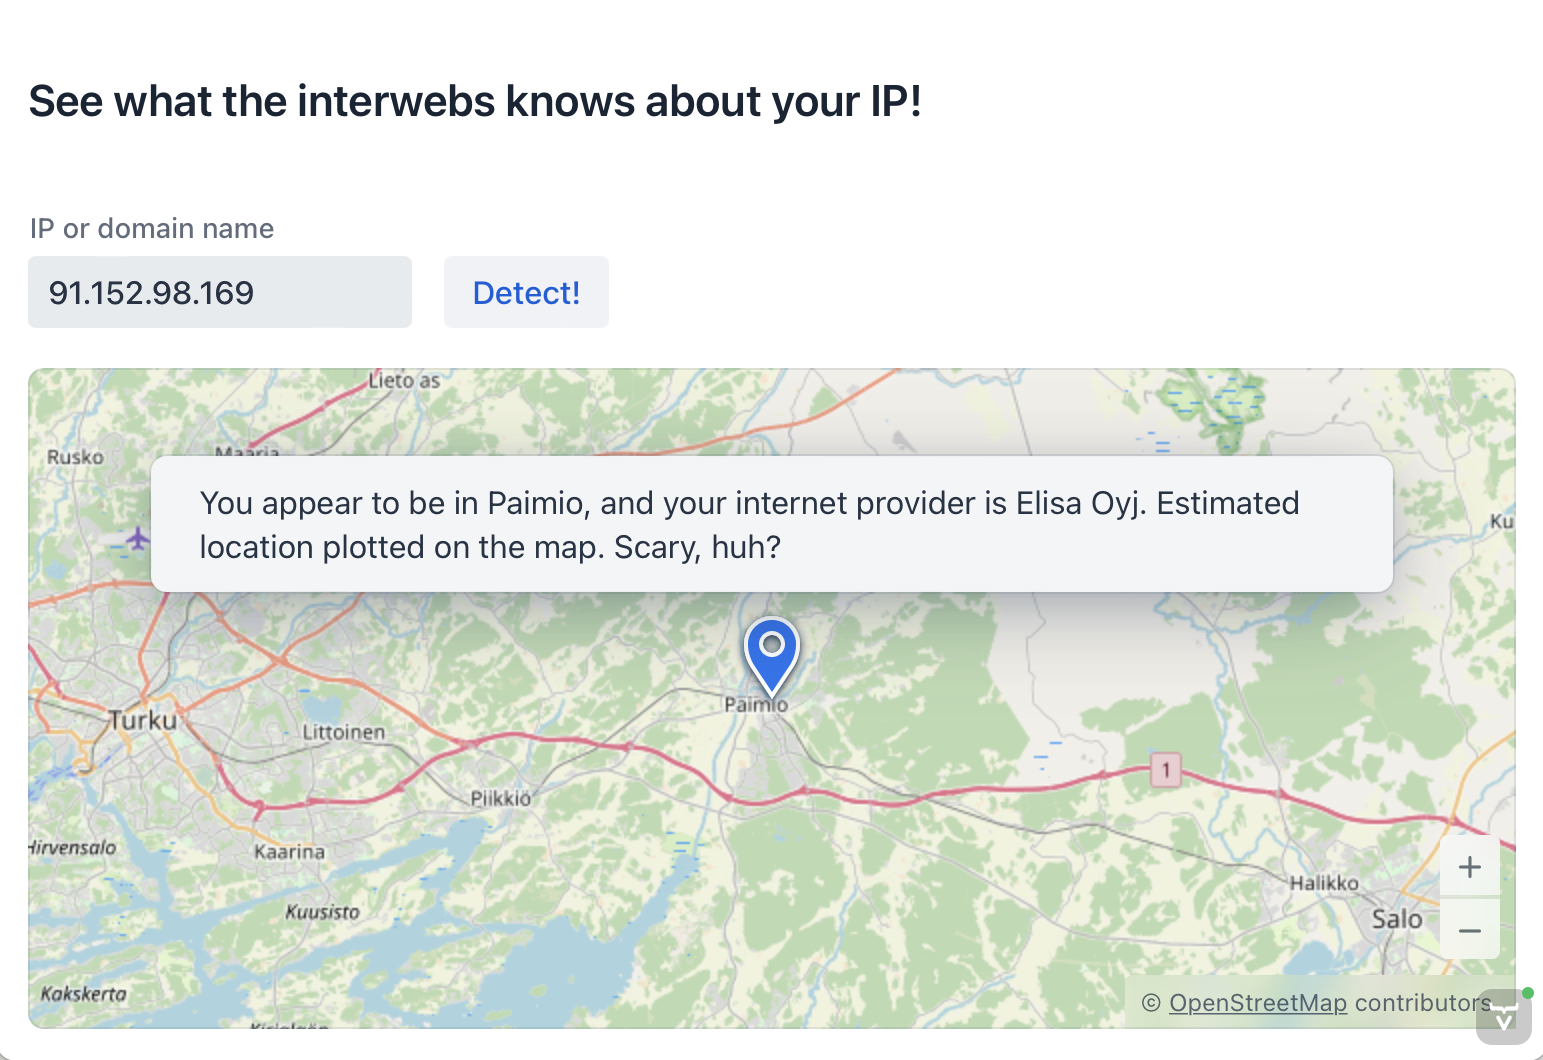 See what the interwebs knows about your IP!
IP or domain name
91.152.98.169
Detect!
Lieto as
Rusko
Maaria
You appear to be in Paimio, and your internet provider is Elisa Oyj. Estimated
location plotted on the map. Scary, huh?
Ku
Paimio
Turku
Littoinen
1
Piikkiö
Hirvensalo
Kaarina
+
Halikko
Kuusisto
Salo
−
Kakskerta
© OpenStreetMap contributors